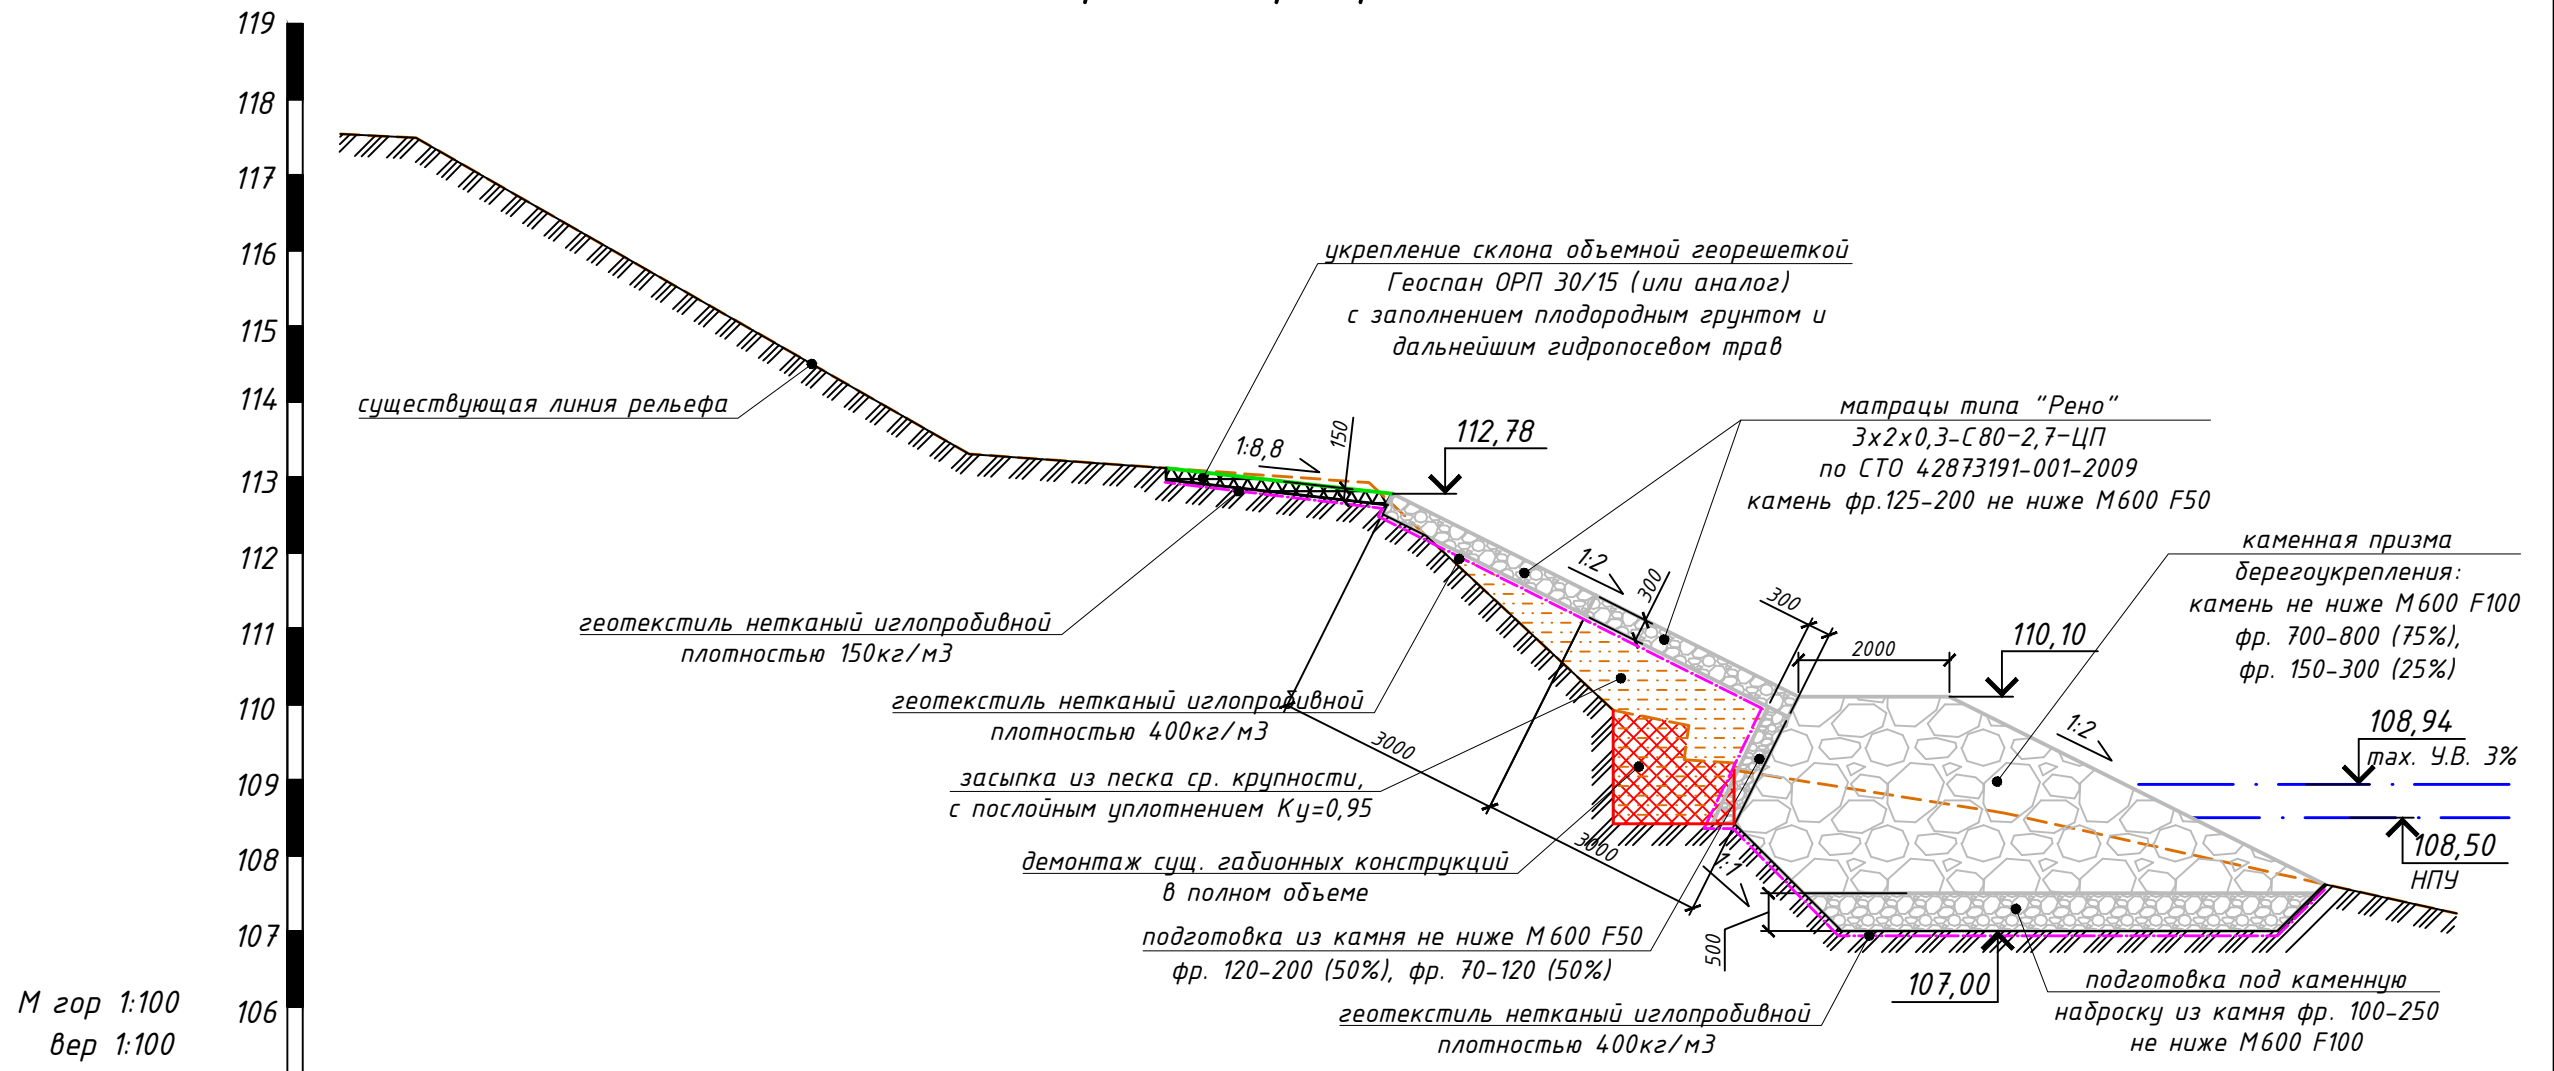 119
118
117
116
115
114
113
112
111
110
109
108
107
106
М гор 1:100
вер 1:100
существующая линия рельефа
укрепление склона объемной георешеткой
Геоспан ОРП 30/15 (или аналог)
с заполнением плодородным грунтом и
дальнейшим гидропосевом трав
1:8,8
150
112,78
матрацы типа "Рено"
3х2х0,3-С80-2,7-ЦП
по СТО 42873191-001-2009
камень фр.125-200 не ниже М600 F50
каменная призма
берегоукрепления:
камень не ниже М600 F100
фр. 700-800 (75%),
фр. 150-300 (25%)
1:2
300
300
2000
110,10
1:2
108,94
max. У.В. 3%
108,50
НПУ
геотекстиль нетканый иглопробивной
плотностью 150кг/м3
геотекстиль нетканый иглопробивной
плотностью 400кг/м3
3000
засыпка из песка ср. крупности,
с послойным уплотнением Ку=0,95
3000
1:1
демонтаж сущ. габионных конструкций
в полном объеме
подготовка из камня не ниже М600 F50
фр. 120-200 (50%), фр. 70-120 (50%)
500
107,00
геотекстиль нетканый иглопробивной
плотностью 400кг/м3
подготовка под каменную
наброску из камня фр. 100-250
не ниже М600 F100